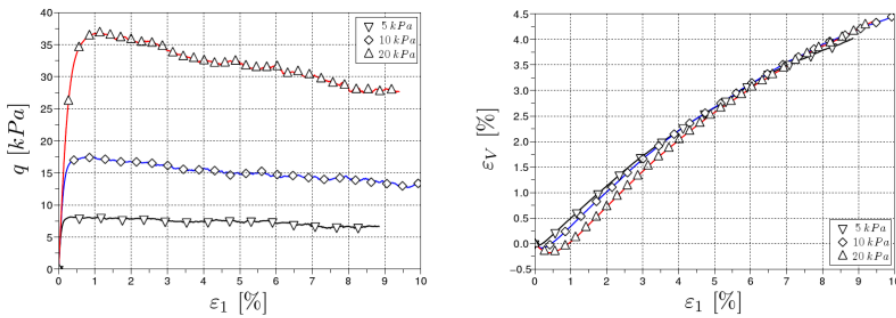 40
35
30
25
20
15
10
5
0
q [kPa]
0 1 2 3 4 5 6 7 8 9 10
ε₁ [%]
5 kPa
10 kPa
20 kPa
4.5
4.0
3.5
3.0
2.5
2.0
1.5
1.0
0.5
0.0
−0.5
ε_V [%]
0 1 2 3 4 5 6 7 8 9 10
ε₁ [%]
5 kPa
10 kPa
20 kPa